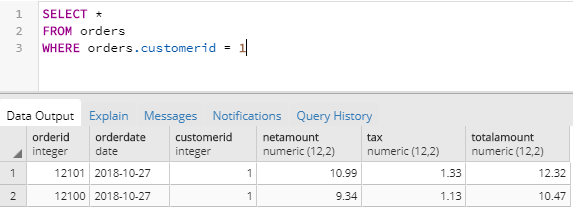 1 SELECT *
2 FROM orders
3 WHERE orders.customerid = 1
Data Output Explain Messages Notifications Query History
orderid orderdate customerid netamount tax totalamount
integer date integer numeric (12,2) numeric (12,2) numeric (12,2)
1 12101 2018-10-27 1 10.99 1.33 12.32
2 12100 2018-10-27 1 9.34 1.13 10.47